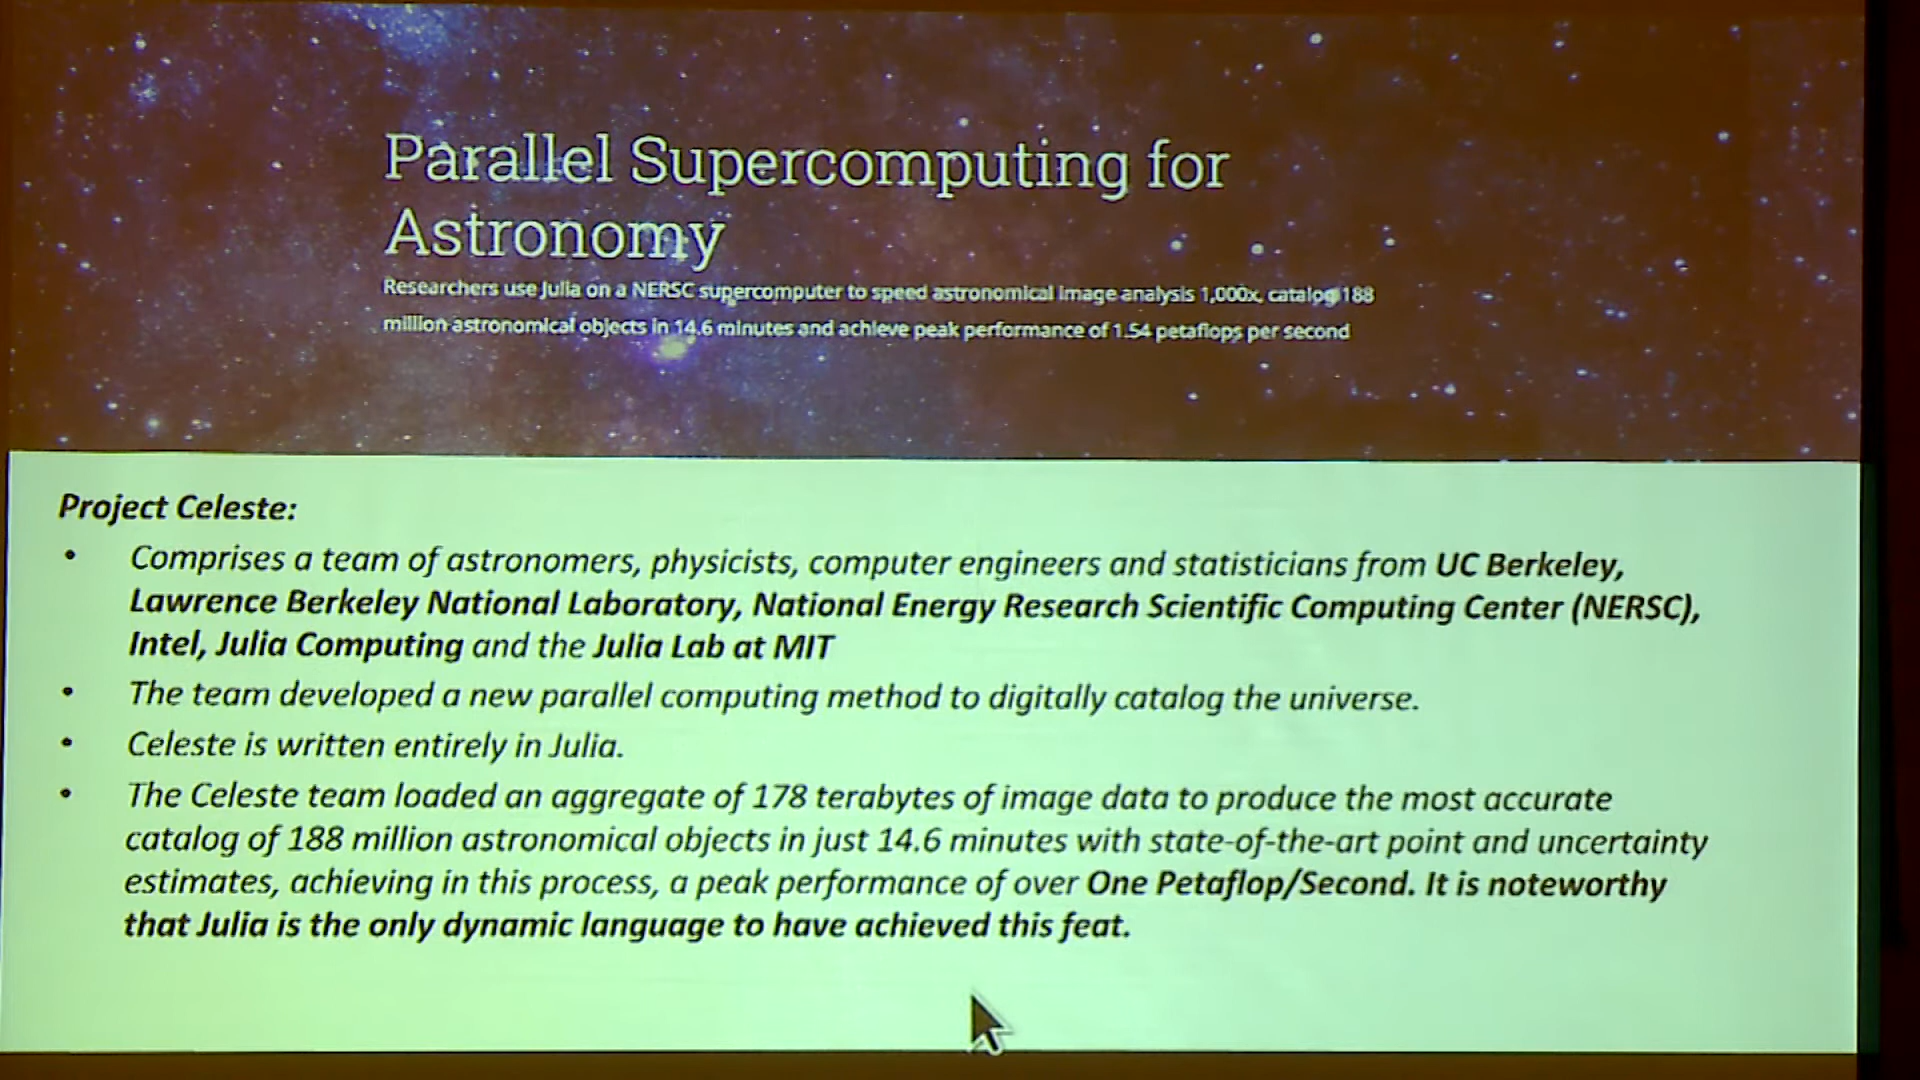 Parallel Supercomputing for
Astronomy
Researchers use Julia on a NERSC supercomputer to speed astronomical image analysis 1,000x, catalog 188
million astronomical objects in 14.6 minutes and achieve peak performance of 1.54 petaflops per second
Project Celeste:
• Comprises a team of astronomers, physicists, computer engineers and statisticians from UC Berkeley,
Lawrence Berkeley National Laboratory, National Energy Research Scientific Computing Center (NERSC),
Intel, Julia Computing and the Julia Lab at MIT
• The team developed a new parallel computing method to digitally catalog the universe.
• Celeste is written entirely in Julia.
• The Celeste team loaded an aggregate of 178 terabytes of image data to produce the most accurate
catalog of 188 million astronomical objects in just 14.6 minutes with state-of-the-art point and uncertainty
estimates, achieving in this process, a peak performance of over One Petaflop/Second. It is noteworthy
that Julia is the only dynamic language to have achieved this feat.